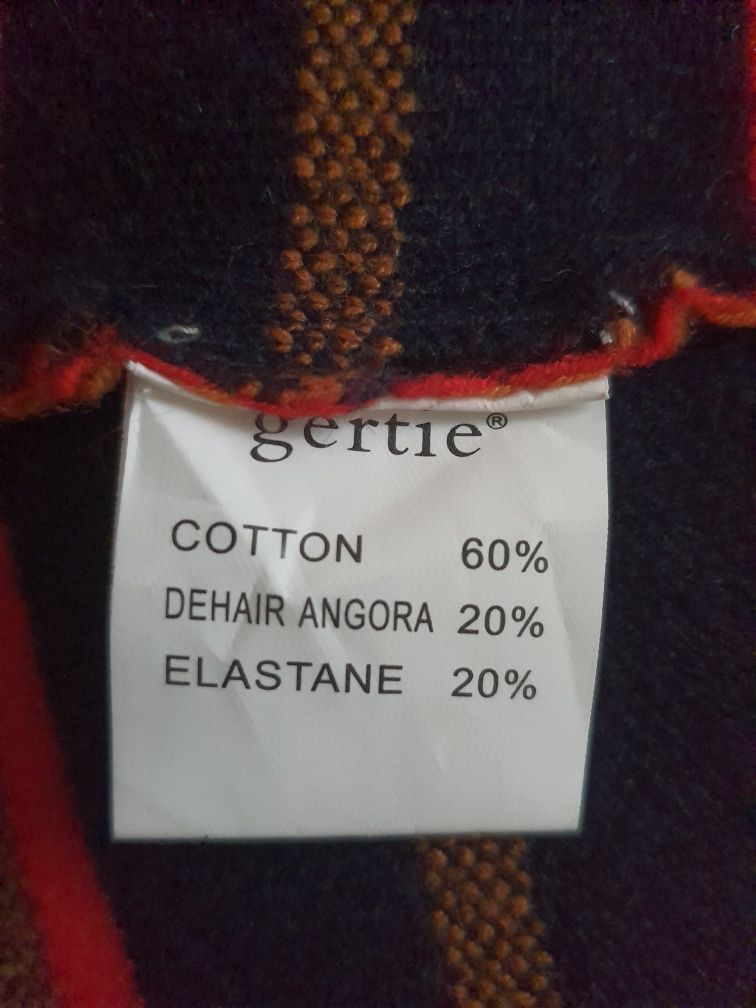 gertie®
COTTON 60%
DEHAIR ANGORA 20%
ELASTANE 20%